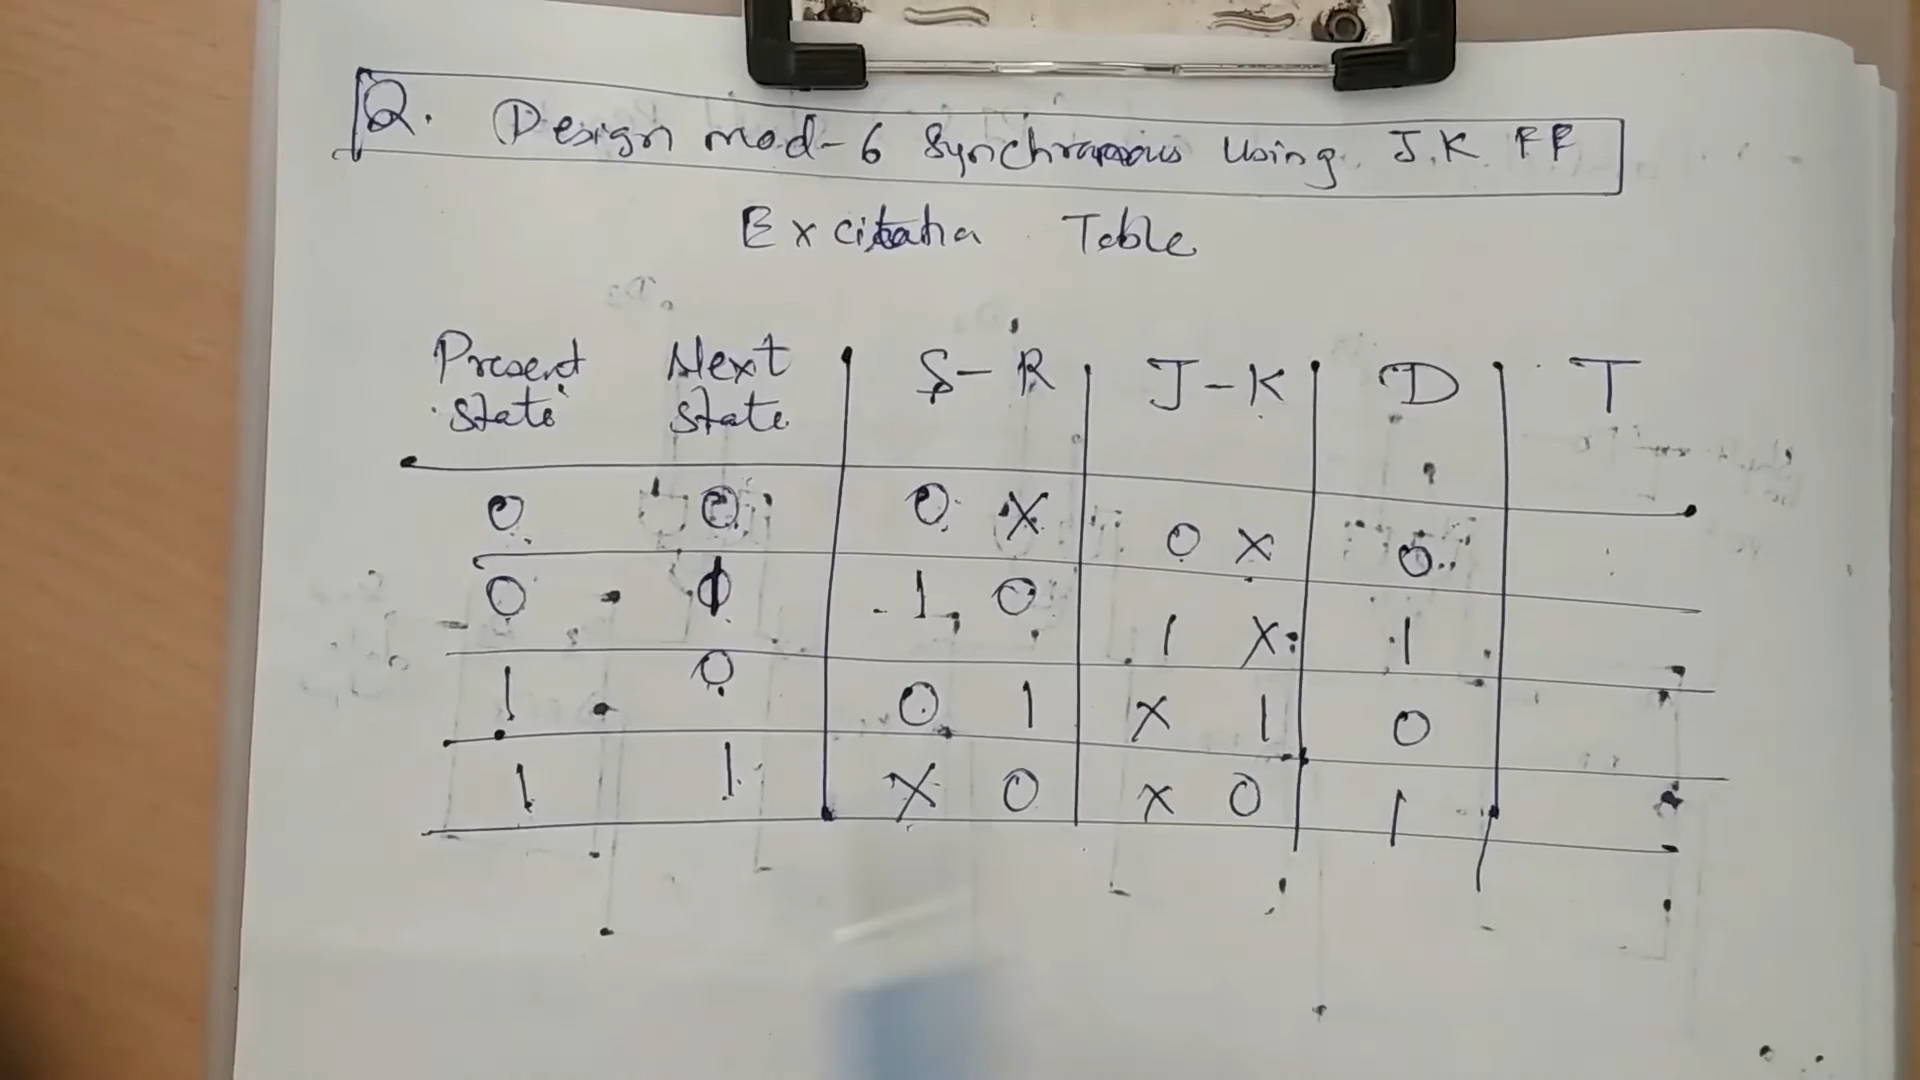 Q. Design mod-6 Synchronous Using J.K FF
Excitation Table
Present state Next state S-R J-K D T
0 0 0 X 0 X 0
0 1 1 0 1 X 1
1 0 0 1 X 1 0
1 1 X 0 X 0 1